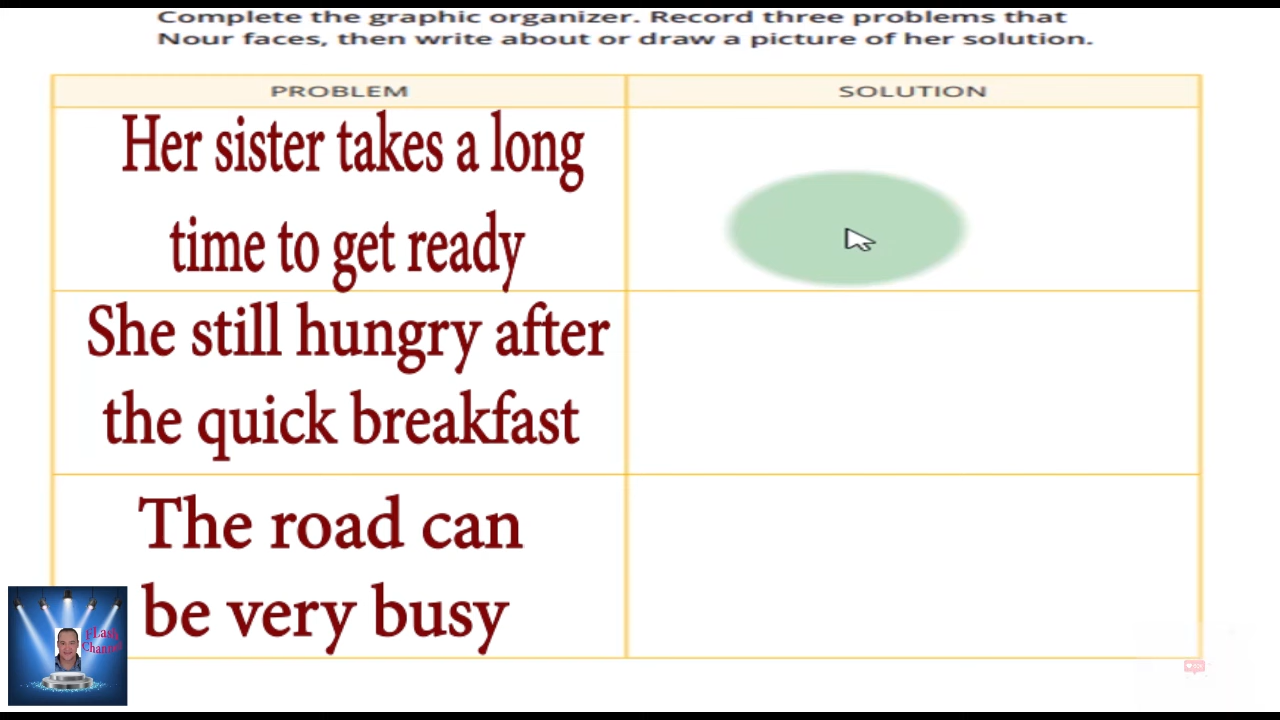 Complete the graphic organizer. Record three problems that
Nour faces, then write about or draw a picture of her solution.
PROBLEM
SOLUTION
Her sister takes a long
time to get ready
She still hungry after
the quick breakfast
The road can
be very busy
FLash
Channel